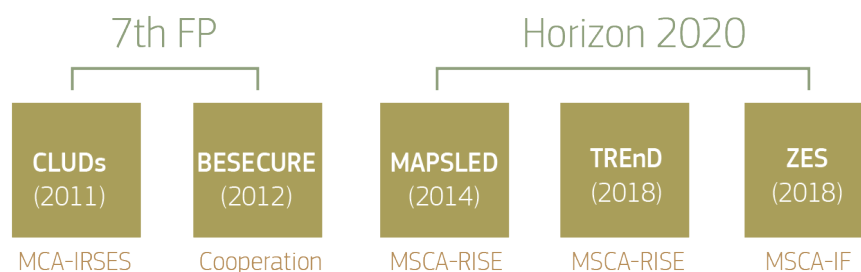 7th FP
Horizon 2020
CLUDs
(2011)
BESECURE
(2012)
MAPSLED
(2014)
TREnD
(2018)
ZES
(2018)
MCA-IRSES
Cooperation
MSCA-RISE
MSCA-RISE
MSCA-IF